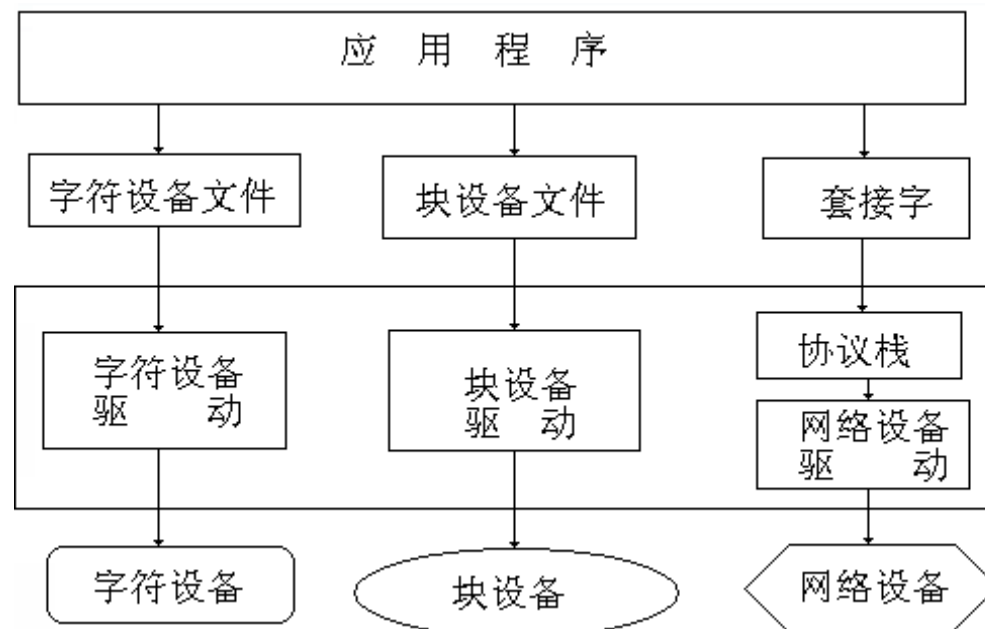 应 用 程 序
字符设备文件
块设备文件
套接字
字符设备
驱 动
块设备
驱 动
协议栈
网络设备
驱 动
字符设备
块设备
网络设备